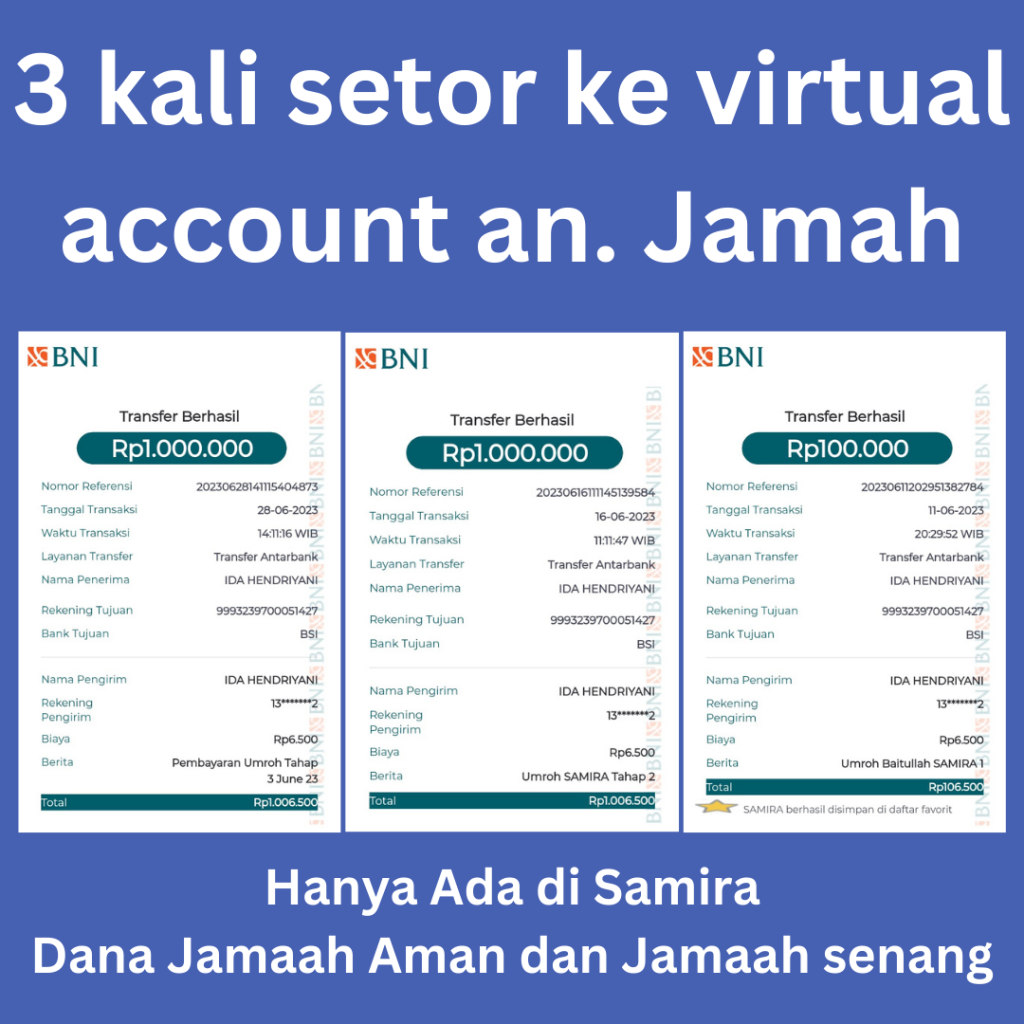 3 kali setor ke virtual
account an. Jamah
BNI
Transfer Berhasil
Rp1.000.000
Nomor Referensi 20230628141115404873
Tanggal Transaksi 28-06-2023
Waktu Transaksi 14:11:16 WIB
Layanan Transfer Transfer Antarbank
Nama Penerima IDA HENDRIYANI
Rekening Tujuan 9993239700051427
Bank Tujuan BSI
Nama Pengirim IDA HENDRIYANI
Rekening Pengirim 13*******2
Biaya Rp6.500
Berita Pembayaran Umroh Tahap
3 June 23
Total Rp1.006.500
BNI
Transfer Berhasil
Rp1.000.000
Nomor Referensi 20230616111145139584
Tanggal Transaksi 16-06-2023
Waktu Transaksi 11:11:47 WIB
Layanan Transfer Transfer Antarbank
Nama Penerima IDA HENDRIYANI
Rekening Tujuan 9993239700051427
Bank Tujuan BSI
Nama Pengirim IDA HENDRIYANI
Rekening Pengirim 13*******2
Biaya Rp6.500
Berita Umroh SAMIRA Tahap 2
Total Rp1.006.500
BNI
Transfer Berhasil
Rp100.000
Nomor Referensi 20230611202951382784
Tanggal Transaksi 11-06-2023
Waktu Transaksi 20:29:52 WIB
Layanan Transfer Transfer Antarbank
Nama Penerima IDA HENDRIYANI
Rekening Tujuan 9993239700051427
Bank Tujuan BSI
Nama Pengirim IDA HENDRIYANI
Rekening Pengirim 13*******2
Biaya Rp6.500
Berita Umroh Baitullah SAMIRA 1
Total Rp106.500
SAMIRA berhasil disimpan di daftar favorit
Hanya Ada di Samira
Dana Jamaah Aman dan Jamaah senang